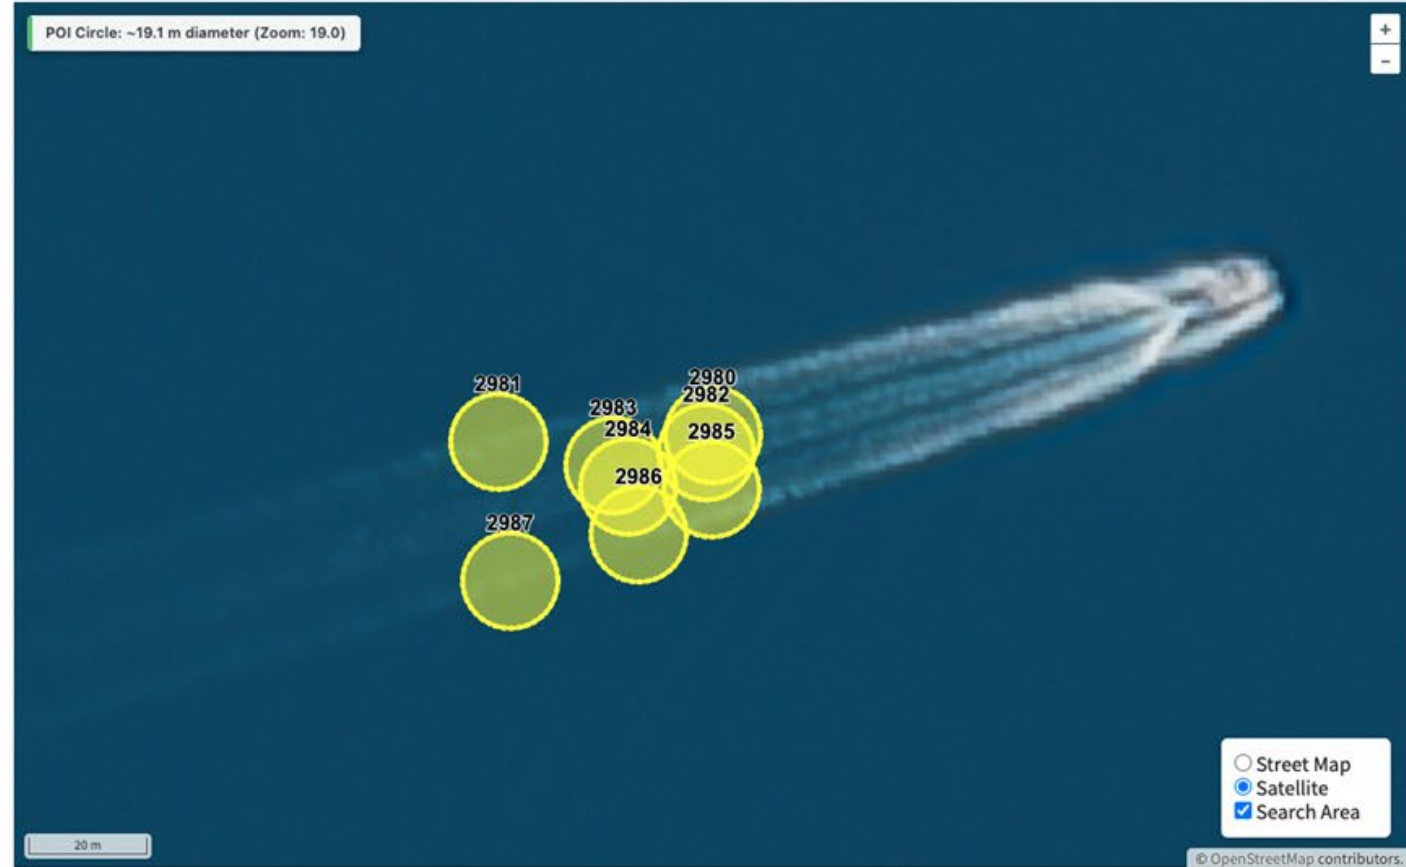 POI Circle: ~19.1 m diameter (Zoom: 19.0)
+
−
2980
2981
2982
2983
2984
2985
2986
2987
Street Map
Satellite
Search Area
20 m
© OpenStreetMap contributors.